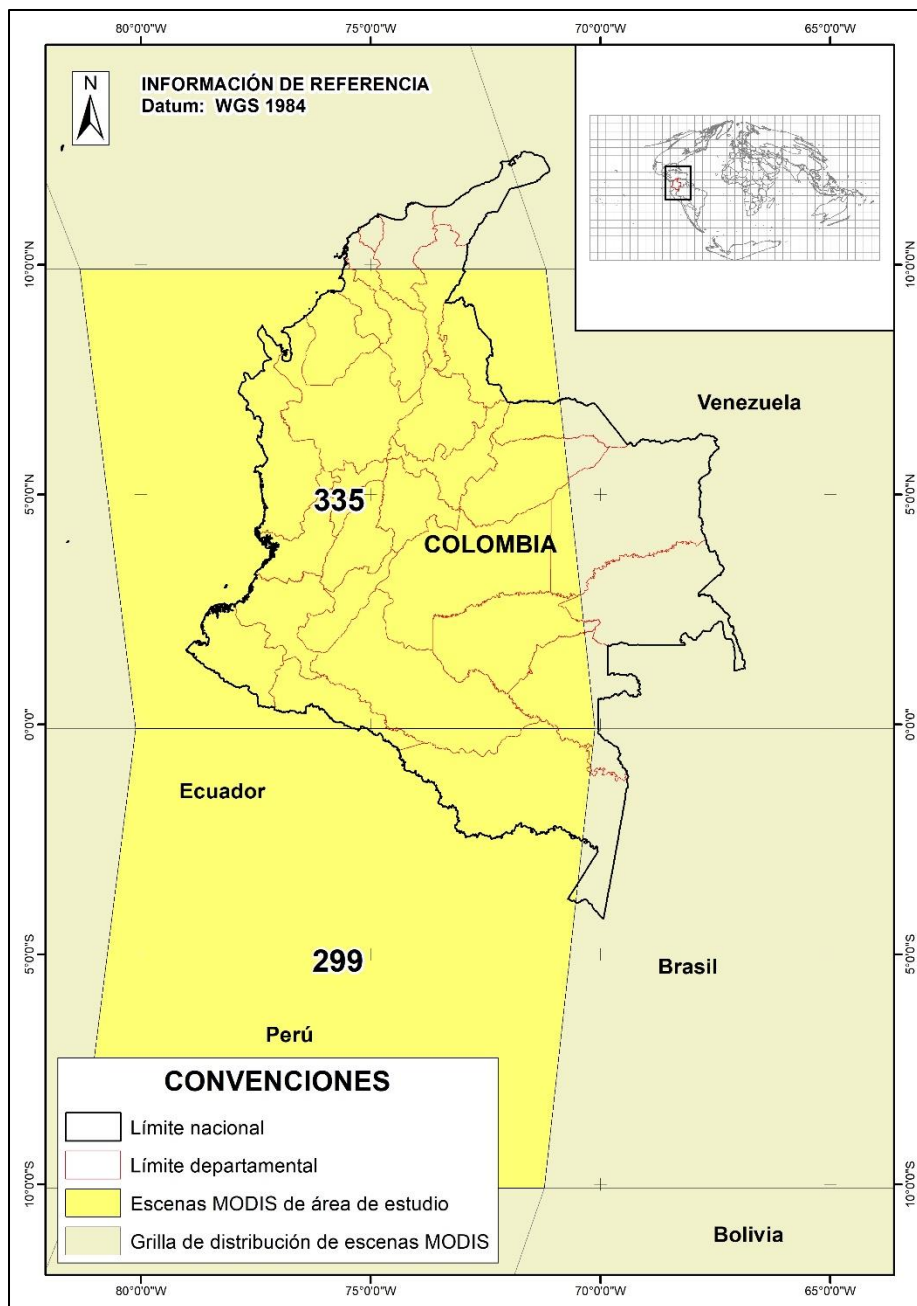 80°0'0"W 75°0'0"W 70°0'0"W 65°0'0"W
N
INFORMACIÓN DE REFERENCIA
Datum: WGS 1984
10°0'0"N 10°0'0"N
Venezuela
5°0'0"N 5°0'0"N
335
COLOMBIA
0°0'0" 0°0'0"
Ecuador
5°0'0"S 5°0'0"S
299
Brasil
Perú
CONVENCIONES
Límite nacional
Límite departamental
Escenas MODIS de área de estudio
Grilla de distribución de escenas MODIS
10°0'0"S 10°0'0"S
Bolivia
80°0'0"W 75°0'0"W 70°0'0"W 65°0'0"W